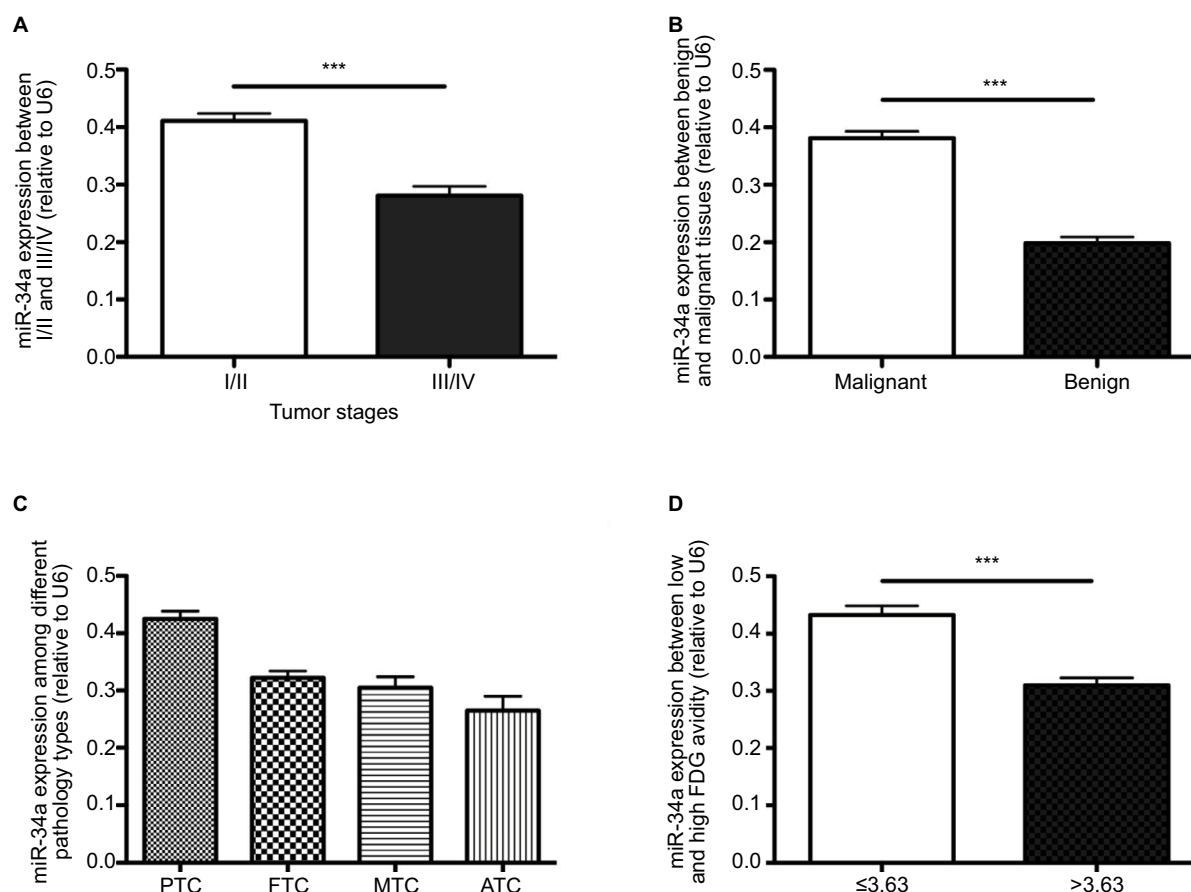 A
miR-34a expression between
I/II and III/IV (relative to U6)
0.5
0.4
0.3
0.2
0.1
0.0
***
I/II
III/IV
Tumor stages
B
miR-34a expression between benign
and malignant tissues (relative to U6)
0.5
0.4
0.3
0.2
0.1
0.0
***
Malignant
Benign
C
miR-34a expression among different
pathology types (relative to U6)
0.5
0.4
0.3
0.2
0.1
0.0
PTC
FTC
MTC
ATC
D
miR-34a expression between low
and high FDG avidity (relative to U6)
0.5
0.4
0.3
0.2
0.1
0.0
***
≤3.63
>3.63